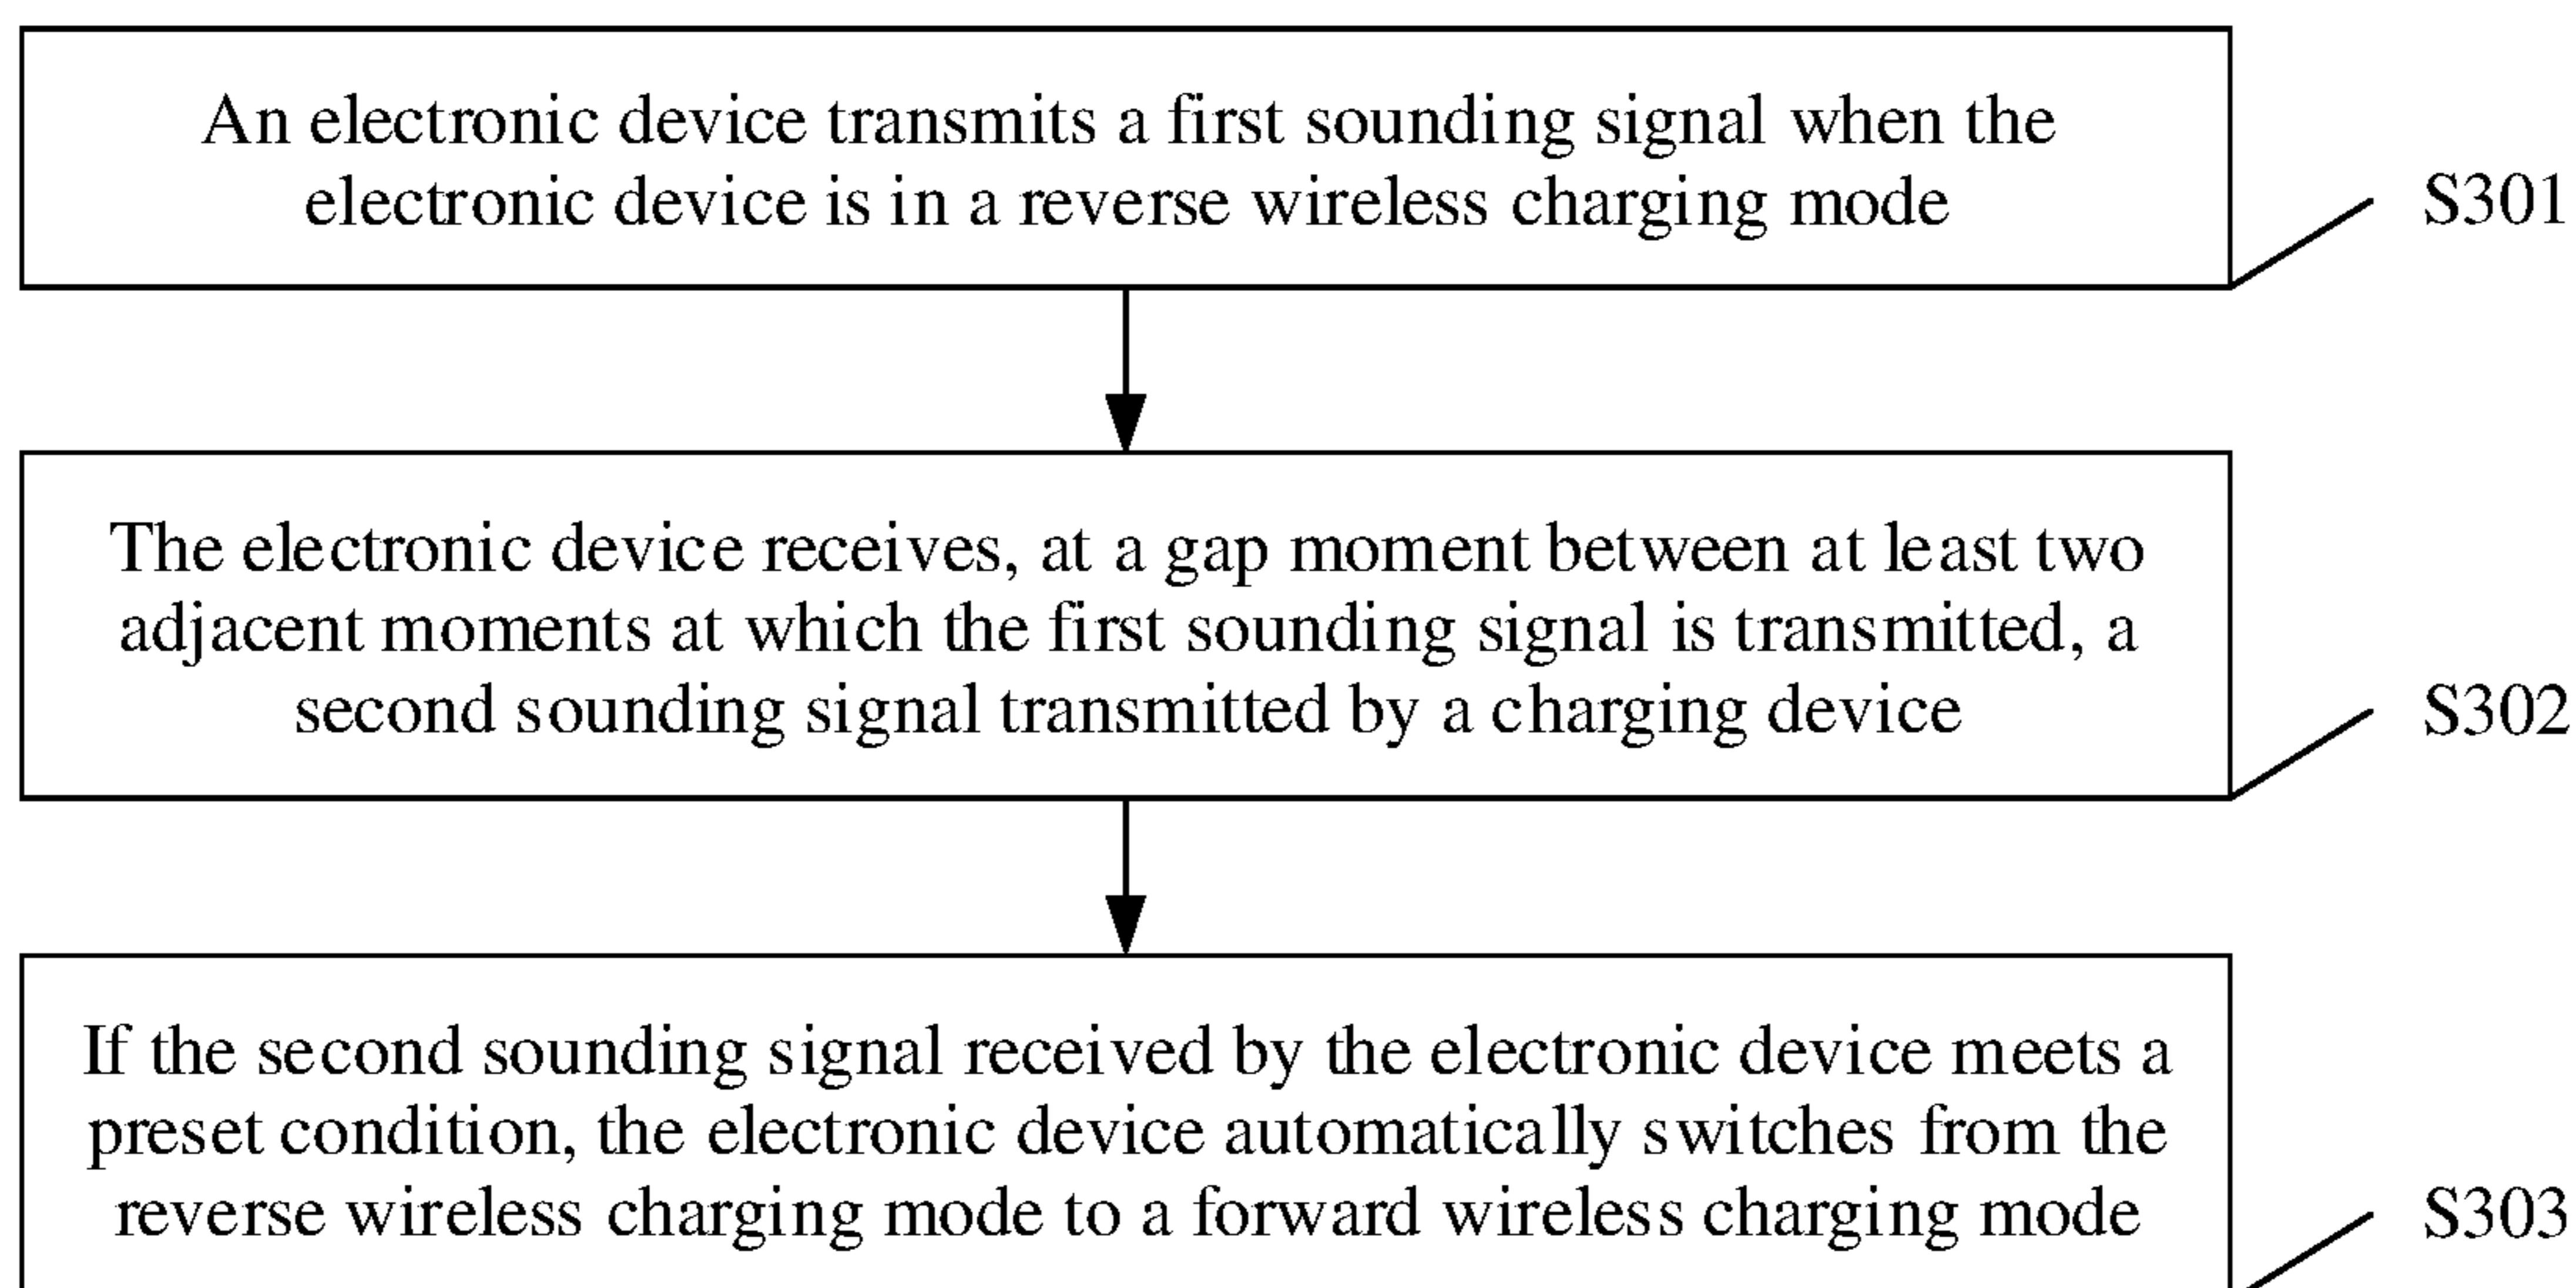 An electronic device transmits a first sounding signal when the
electronic device is in a reverse wireless charging mode
S301
The electronic device receives, at a gap moment between at least two
adjacent moments at which the first sounding signal is transmitted, a
second sounding signal transmitted by a charging device
S302
If the second sounding signal received by the electronic device meets a
preset condition, the electronic device automatically switches from the
reverse wireless charging mode to a forward wireless charging mode
S303